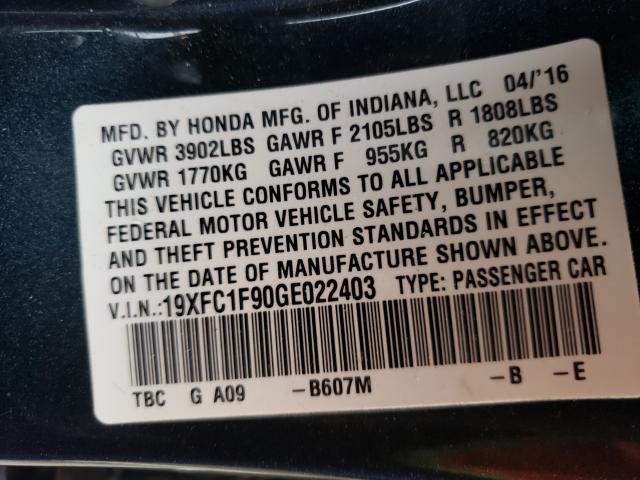 MFD. BY HONDA MFG. OF INDIANA, LLC 04/'16
GVWR 3902LBS GAWR F 2105LBS R 1808LBS
GVWR 1770KG GAWR F 955KG R 820KG
THIS VEHICLE CONFORMS TO ALL APPLICABLE
FEDERAL MOTOR VEHICLE SAFETY, BUMPER,
AND THEFT PREVENTION STANDARDS IN EFFECT
ON THE DATE OF MANUFACTURE SHOWN ABOVE.
V.I.N.:19XFC1F90GE022403 TYPE: PASSENGER CAR
TBC G A09 -B607M -B -E